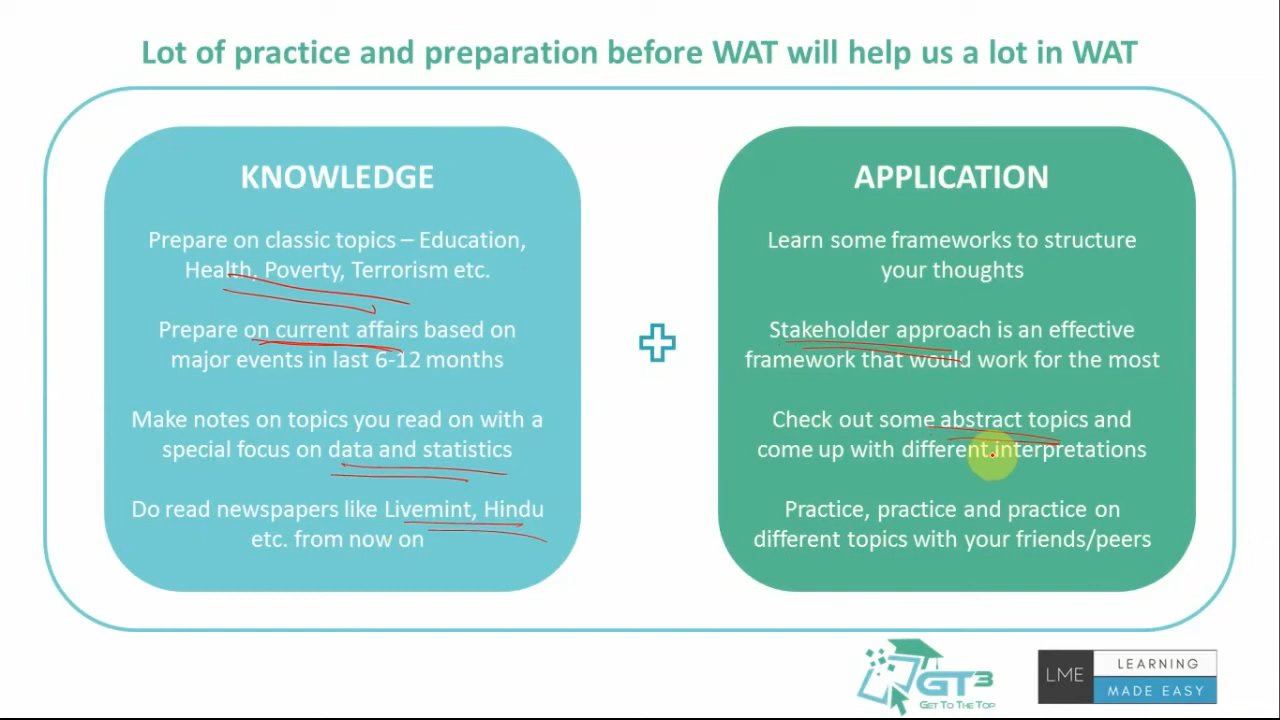 Lot of practice and preparation before WAT will help us a lot in WAT
KNOWLEDGE
Prepare on classic topics – Education,
Health, Poverty, Terrorism etc.
Prepare on current affairs based on
major events in last 6-12 months
Make notes on topics you read on with a
special focus on data and statistics
Do read newspapers like Livemint, Hindu
etc. from now on
APPLICATION
Learn some frameworks to structure
your thoughts
Stakeholder approach is an effective
framework that would work for the most
Check out some abstract topics and
come up with different interpretations
Practice, practice and practice on
different topics with your friends/peers
GT3
GET TO THE TOP
LME
LEARNING
MADE EASY